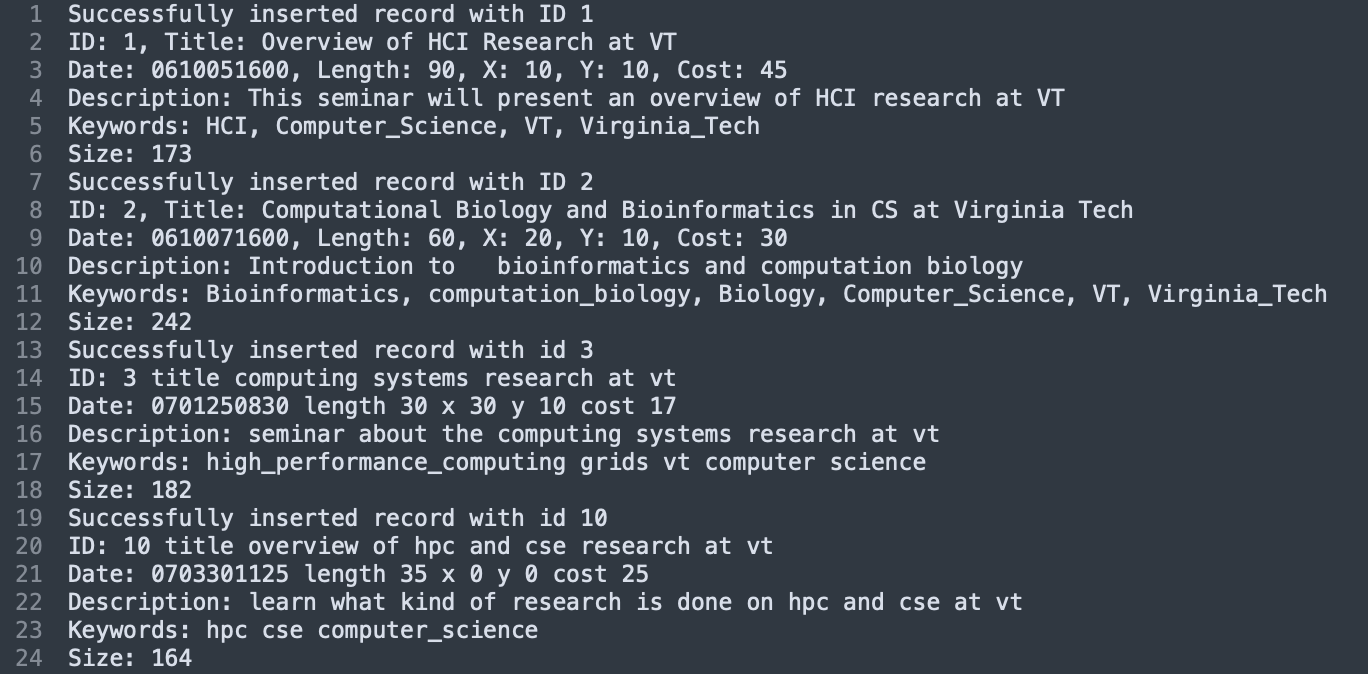 1 Successfully inserted record with ID 1
2 ID: 1, Title: Overview of HCI Research at VT
3 Date: 0610051600, Length: 90, X: 10, Y: 10, Cost: 45
4 Description: This seminar will present an overview of HCI research at VT
5 Keywords: HCI, Computer_Science, VT, Virginia_Tech
6 Size: 173
7 Successfully inserted record with ID 2
8 ID: 2, Title: Computational Biology and Bioinformatics in CS at Virginia Tech
9 Date: 0610071600, Length: 60, X: 20, Y: 10, Cost: 30
10 Description: Introduction to   bioinformatics and computation biology
11 Keywords: Bioinformatics, computation_biology, Biology, Computer_Science, VT, Virginia_Tech
12 Size: 242
13 Successfully inserted record with id 3
14 ID: 3 title computing systems research at vt
15 Date: 0701250830 length 30 x 30 y 10 cost 17
16 Description: seminar about the computing systems research at vt
17 Keywords: high_performance_computing grids vt computer science
18 Size: 182
19 Successfully inserted record with id 10
20 ID: 10 title overview of hpc and cse research at vt
21 Date: 0703301125 length 35 x 0 y 0 cost 25
22 Description: learn what kind of research is done on hpc and cse at vt
23 Keywords: hpc cse computer_science
24 Size: 164